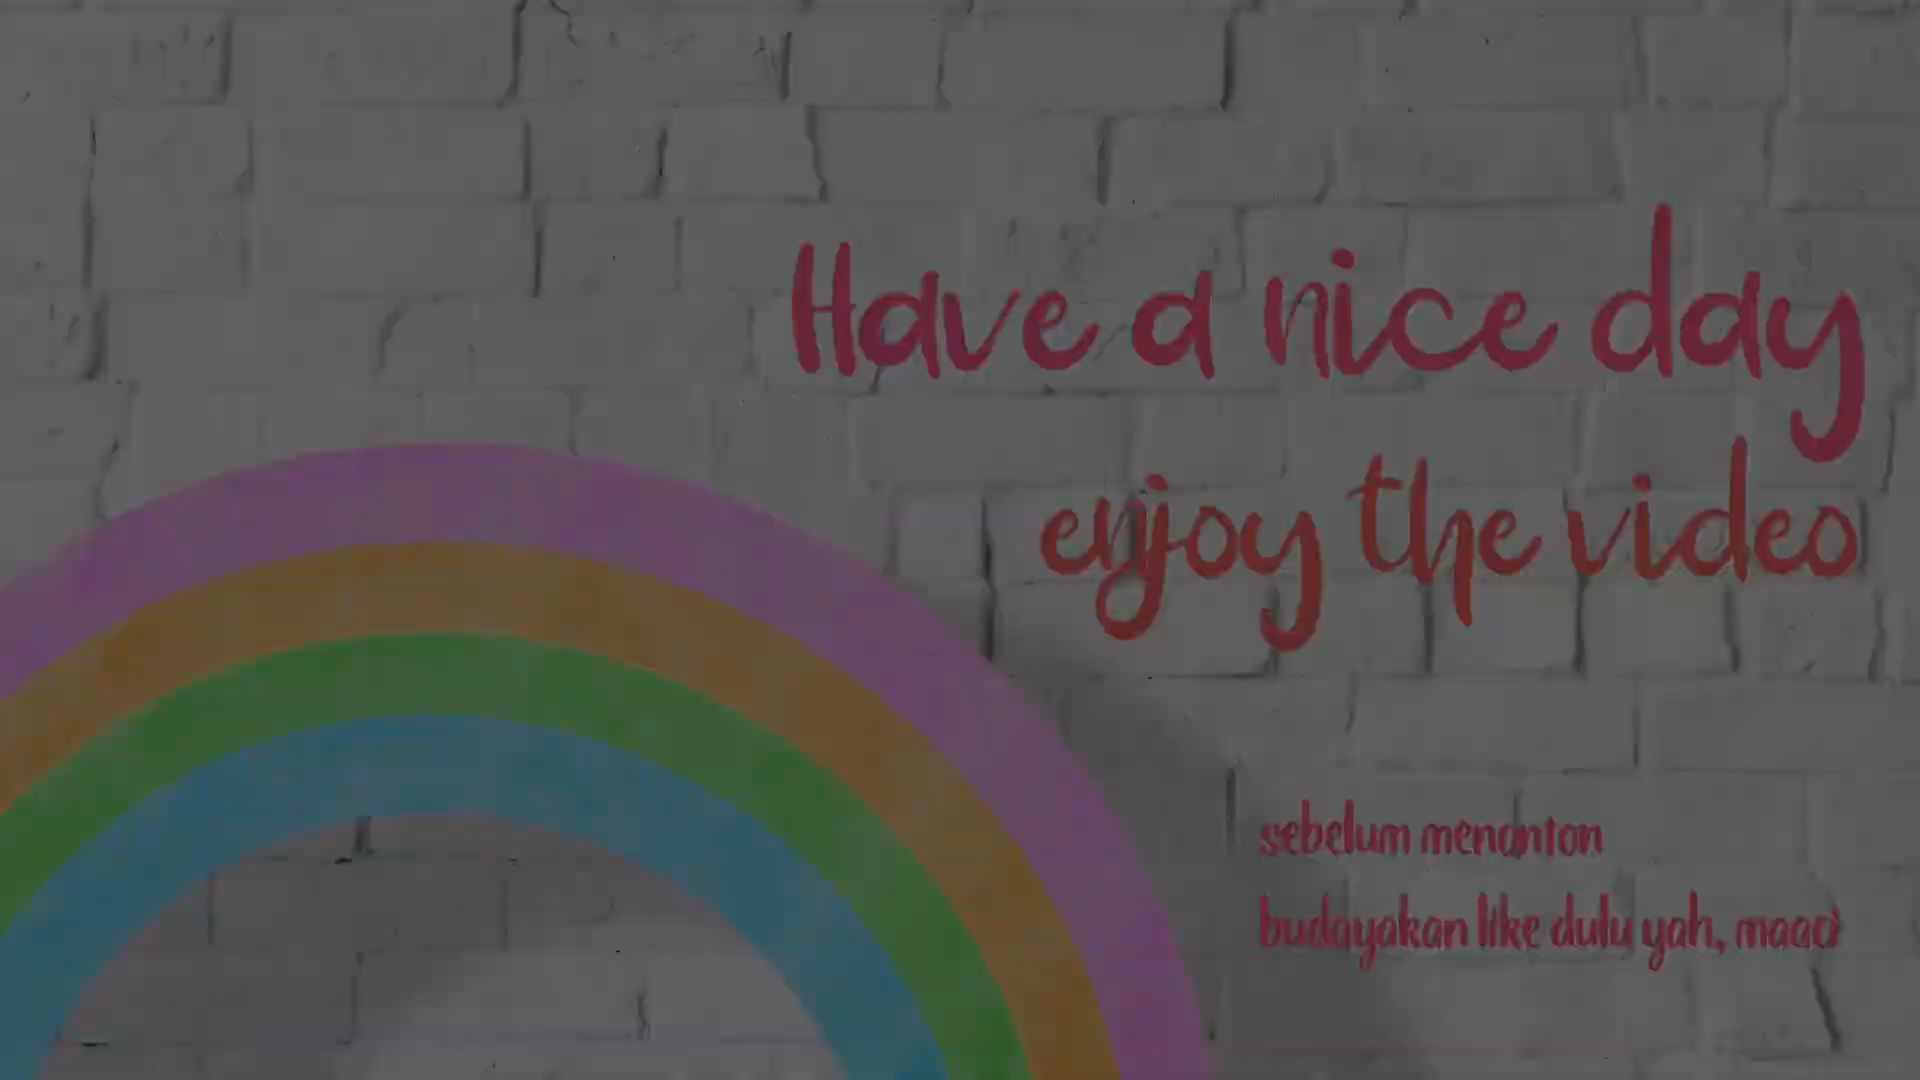 Have a nice day
enjoy the video
sebelum menonton
budayakan like dulu yah, maaci